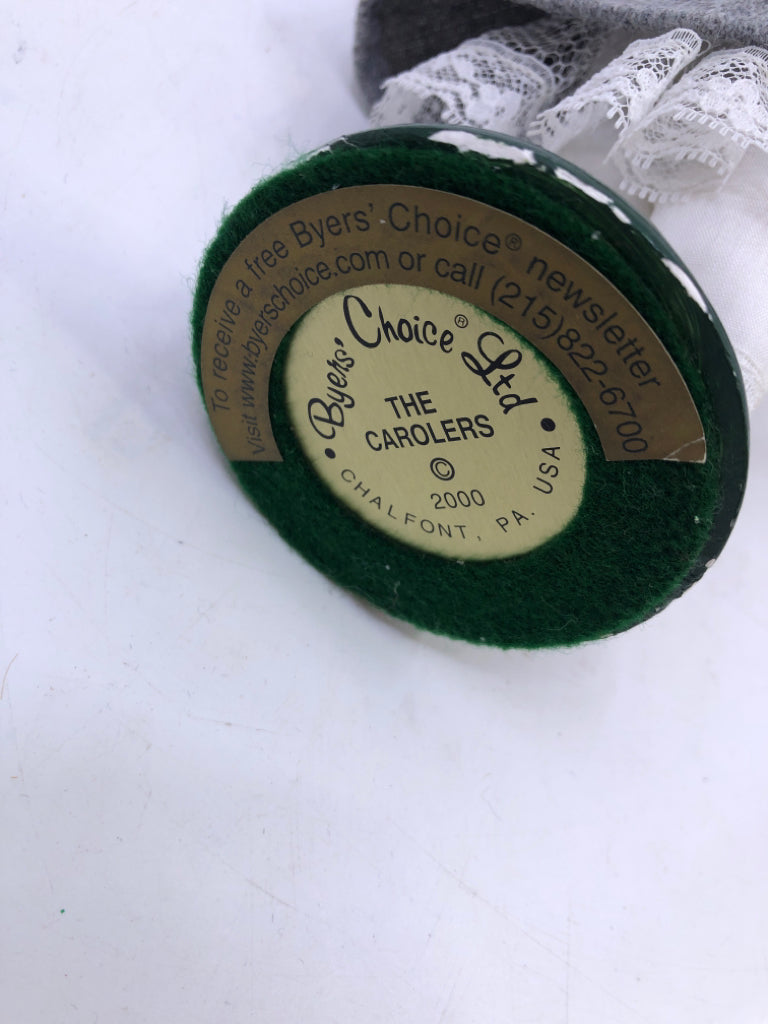 To receive a free Byers' Choice® newsletter
Visit www.byerschoice.com or call (215)822-6700
Byers' Choice® Ltd
THE
CAROLERS
©
2000
• CHALFONT, PA. USA •